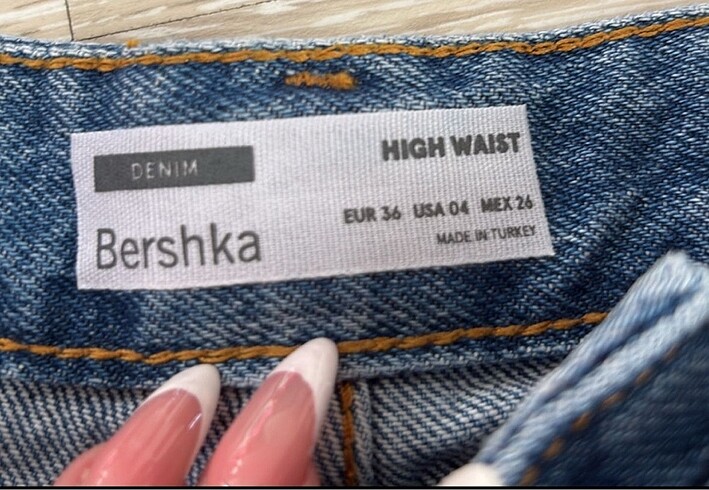 DENIM
HIGH WAIST
Bershka
EUR 36 USA 04 MEX 26
MADE IN TURKEY